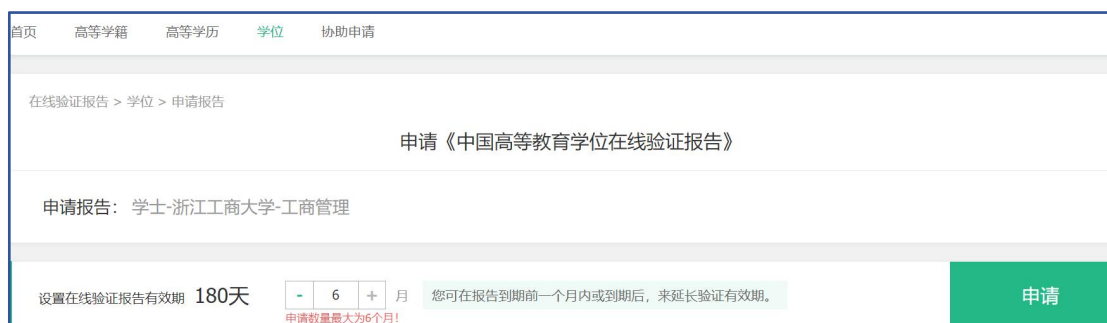 首页 高等学籍 高等学历 学位 协助申请
在线验证报告 > 学位 > 申请报告
申请《中国高等教育学位在线验证报告》
申请报告： 学士-浙江工商大学-工商管理
设置在线验证报告有效期 180天 - 6 + 月 您可在报告到期前一个月内或到期后，来延长验证有效期。 申请
申请数量最大为6个月！